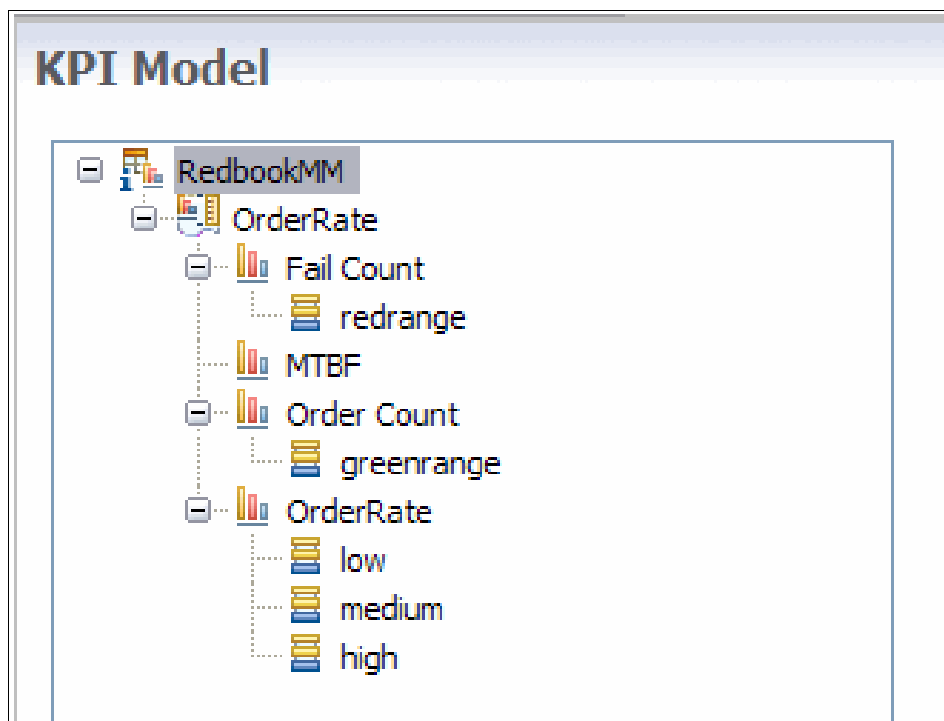 KPI Model
RedbookMM
OrderRate
Fail Count
redrange
MTBF
Order Count
greenrange
OrderRate
low
medium
high